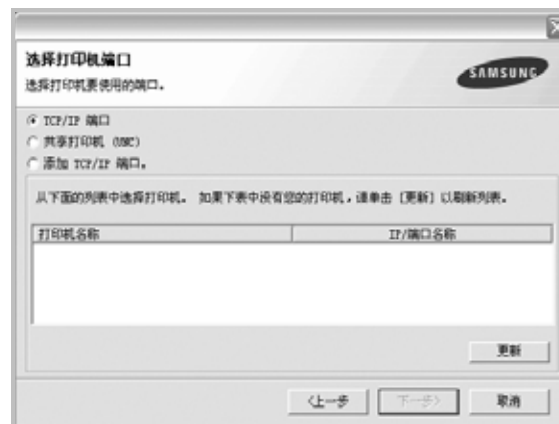 选择打印机端口
选择打印机要使用的端口。
SAMSUNG
TCP/IP 端口
共享打印机 (UNC)
添加 TCP/IP 端口。
从下面的列表中选择打印机。 如果下表中没有您的打印机，请单击 [更新] 以刷新列表。
打印机名称 IP/端口名称
更新
<上一步 下一步> 取消